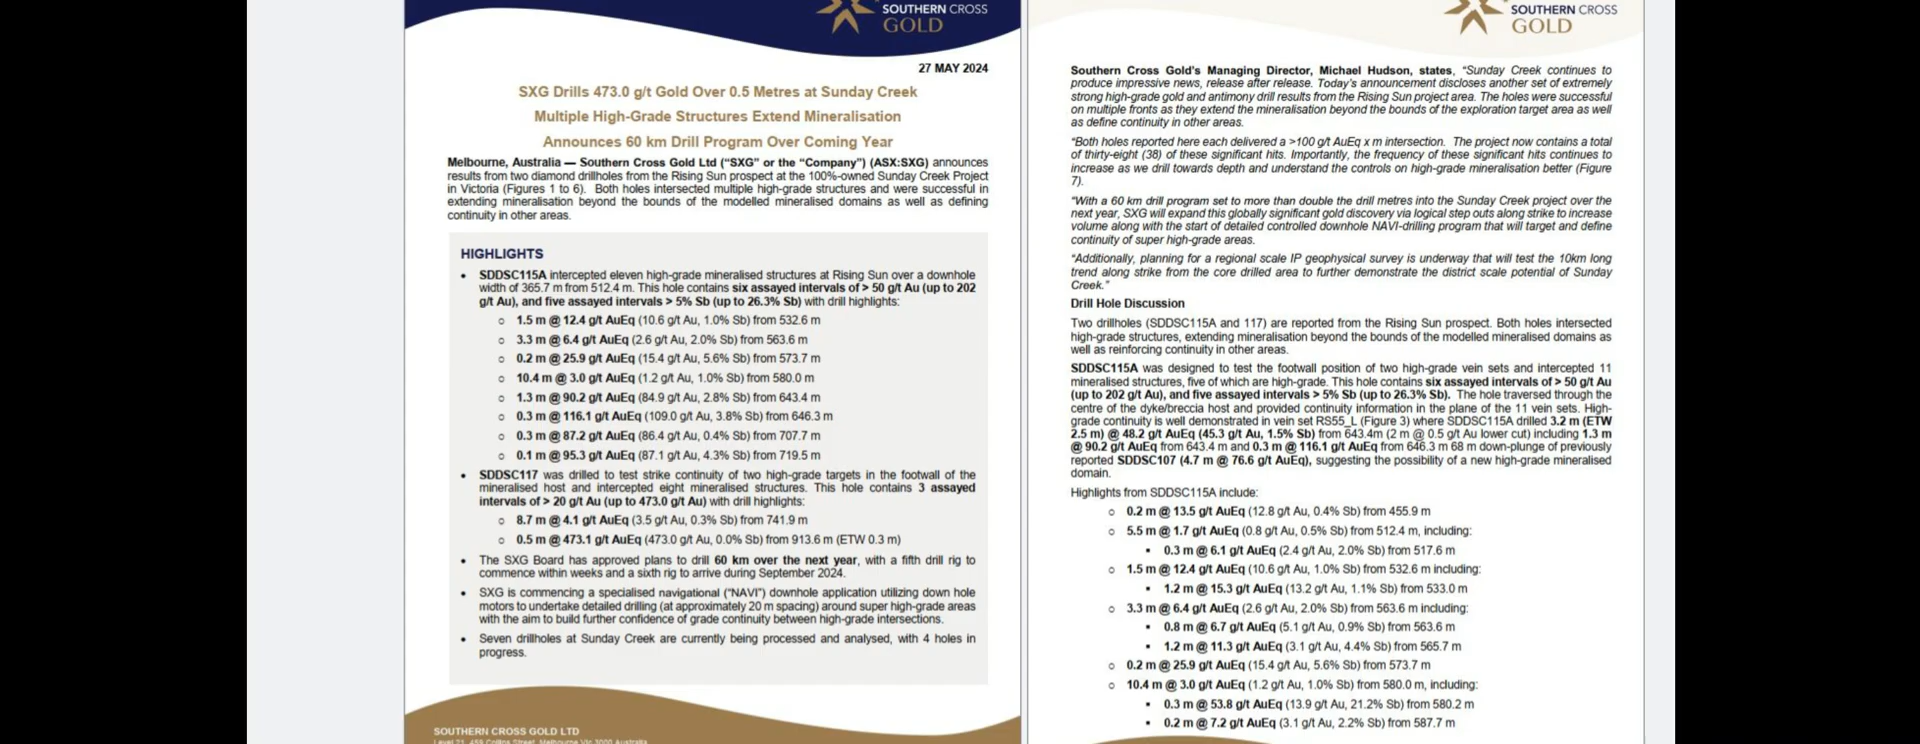 SOUTHERN CROSS
GOLD
27 MAY 2024
SXG Drills 473.0 g/t Gold Over 0.5 Metres at Sunday Creek
Multiple High-Grade Structures Extend Mineralisation
Announces 60 km Drill Program Over Coming Year
Melbourne, Australia — Southern Cross Gold Ltd (“SXG” or the “Company”) (ASX:SXG) announces
results from two diamond drillholes from the Rising Sun prospect at the 100%-owned Sunday Creek Project
in Victoria (Figures 1 to 6). Both holes intersected multiple high-grade structures and were successful in
extending mineralisation beyond the bounds of the modelled mineralised domains as well as defining
continuity in other areas.
HIGHLIGHTS
• SDDSC115A intercepted eleven high-grade mineralised structures at Rising Sun over a downhole
width of 365.7 m from 512.4 m. This hole contains six assayed intervals of > 50 g/t Au (up to 202
g/t Au), and five assayed intervals > 5% Sb (up to 26.3% Sb) with drill highlights:
o 1.5 m @ 12.4 g/t AuEq (10.6 g/t Au, 1.0% Sb) from 532.6 m
o 3.3 m @ 6.4 g/t AuEq (2.6 g/t Au, 2.0% Sb) from 563.6 m
o 0.2 m @ 25.9 g/t AuEq (15.4 g/t Au, 5.6% Sb) from 573.7 m
o 10.4 m @ 3.0 g/t AuEq (1.2 g/t Au, 1.0% Sb) from 580.0 m
o 1.3 m @ 90.2 g/t AuEq (84.9 g/t Au, 2.8% Sb) from 643.4 m
o 0.3 m @ 116.1 g/t AuEq (109.0 g/t Au, 3.8% Sb) from 646.3 m
o 0.3 m @ 87.2 g/t AuEq (86.4 g/t Au, 0.4% Sb) from 707.7 m
o 0.1 m @ 95.3 g/t AuEq (87.1 g/t Au, 4.3% Sb) from 719.5 m
• SDDSC117 was drilled to test strike continuity of two high-grade targets in the footwall of the
mineralised host and intercepted eight mineralised structures. This hole contains 3 assayed
intervals of > 20 g/t Au (up to 473.0 g/t Au) with drill highlights:
o 8.7 m @ 4.1 g/t AuEq (3.5 g/t Au, 0.3% Sb) from 741.9 m
o 0.5 m @ 473.1 g/t AuEq (473.0 g/t Au, 0.0% Sb) from 913.6 m (ETW 0.3 m)
• The SXG Board has approved plans to drill 60 km over the next year, with a fifth drill rig to
commence within weeks and a sixth rig to arrive during September 2024.
• SXG is commencing a specialised navigational (“NAVI”) downhole application utilizing down hole
motors to undertake detailed drilling (at approximately 20 m spacing) around super high-grade areas
with the aim to build further confidence of grade continuity between high-grade intersections.
• Seven drillholes at Sunday Creek are currently being processed and analysed, with 4 holes in
progress.
SOUTHERN CROSS GOLD LTD
Level 21, 459 Collins Street, Melbourne Vic 3000 Australia
SOUTHERN CROSS
GOLD
Southern Cross Gold's Managing Director, Michael Hudson, states, “Sunday Creek continues to
produce impressive news, release after release. Today's announcement discloses another set of extremely
strong high-grade gold and antimony drill results from the Rising Sun project area. The holes were successful
on multiple fronts as they extend the mineralisation beyond the bounds of the exploration target area as well
as define continuity in other areas.
“Both holes reported here each delivered a >100 g/t AuEq x m intersection. The project now contains a total
of thirty-eight (38) of these significant hits. Importantly, the frequency of these significant hits continues to
increase as we drill towards depth and understand the controls on high-grade mineralisation better (Figure
7).
“With a 60 km drill program set to more than double the drill metres into the Sunday Creek project over the
next year, SXG will expand this globally significant gold discovery via logical step outs along strike to increase
volume along with the start of detailed controlled downhole NAVI-drilling program that will target and define
continuity of super high-grade areas.
“Additionally, planning for a regional scale IP geophysical survey is underway that will test the 10km long
trend along strike from the core drilled area to further demonstrate the district scale potential of Sunday
Creek.”
Drill Hole Discussion
Two drillholes (SDDSC115A and 117) are reported from the Rising Sun prospect. Both holes intersected
high-grade structures, extending mineralisation beyond the bounds of the modelled mineralised domains as
well as reinforcing continuity in other areas.
SDDSC115A was designed to test the footwall position of two high-grade vein sets and intercepted 11
mineralised structures, five of which are high-grade. This hole contains six assayed intervals of > 50 g/t Au
(up to 202 g/t Au), and five assayed intervals > 5% Sb (up to 26.3% Sb). The hole traversed through the
centre of the dyke/breccia host and provided continuity information in the plane of the 11 vein sets. High-
grade continuity is well demonstrated in vein set RS55_L (Figure 3) where SDDSC115A drilled 3.2 m (ETW
2.5 m) @ 48.2 g/t AuEq (45.3 g/t Au, 1.5% Sb) from 643.4m (2 m @ 0.5 g/t Au lower cut) including 1.3 m
@ 90.2 g/t AuEq from 643.4 m and 0.3 m @ 116.1 g/t AuEq from 646.3 m 68 m down-plunge of previously
reported SDDSC107 (4.7 m @ 76.6 g/t AuEq), suggesting the possibility of a new high-grade mineralised
domain.
Highlights from SDDSC115A include:
o 0.2 m @ 13.5 g/t AuEq (12.8 g/t Au, 0.4% Sb) from 455.9 m
o 5.5 m @ 1.7 g/t AuEq (0.8 g/t Au, 0.5% Sb) from 512.4 m, including:
▪ 0.3 m @ 6.1 g/t AuEq (2.4 g/t Au, 2.0% Sb) from 517.6 m
o 1.5 m @ 12.4 g/t AuEq (10.6 g/t Au, 1.0% Sb) from 532.6 m including:
▪ 1.2 m @ 15.3 g/t AuEq (13.2 g/t Au, 1.1% Sb) from 533.0 m
o 3.3 m @ 6.4 g/t AuEq (2.6 g/t Au, 2.0% Sb) from 563.6 m including:
▪ 0.8 m @ 6.7 g/t AuEq (5.1 g/t Au, 0.9% Sb) from 563.6 m
▪ 1.2 m @ 11.3 g/t AuEq (3.1 g/t Au, 4.4% Sb) from 565.7 m
o 0.2 m @ 25.9 g/t AuEq (15.4 g/t Au, 5.6% Sb) from 573.7 m
o 10.4 m @ 3.0 g/t AuEq (1.2 g/t Au, 1.0% Sb) from 580.0 m, including:
▪ 0.3 m @ 53.8 g/t AuEq (13.9 g/t Au, 21.2% Sb) from 580.2 m
▪ 0.2 m @ 7.2 g/t AuEq (3.1 g/t Au, 2.2% Sb) from 587.7 m